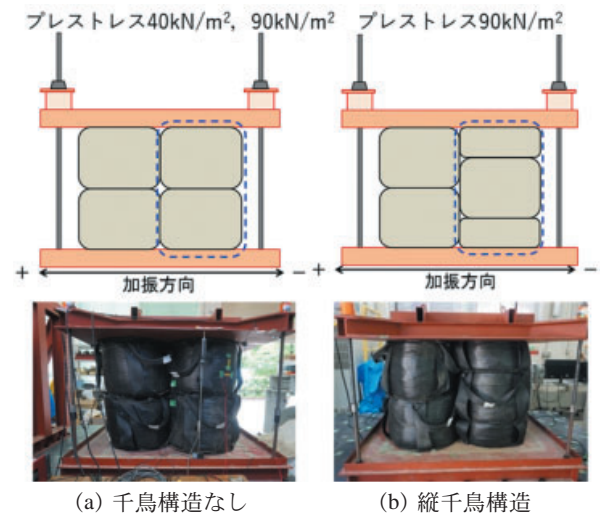 プレストレス40kN/m²，90kN/m²
プレストレス90kN/m²
+ 加振方向 −
+ 加振方向 −
(a) 千鳥構造なし
(b) 縦千鳥構造